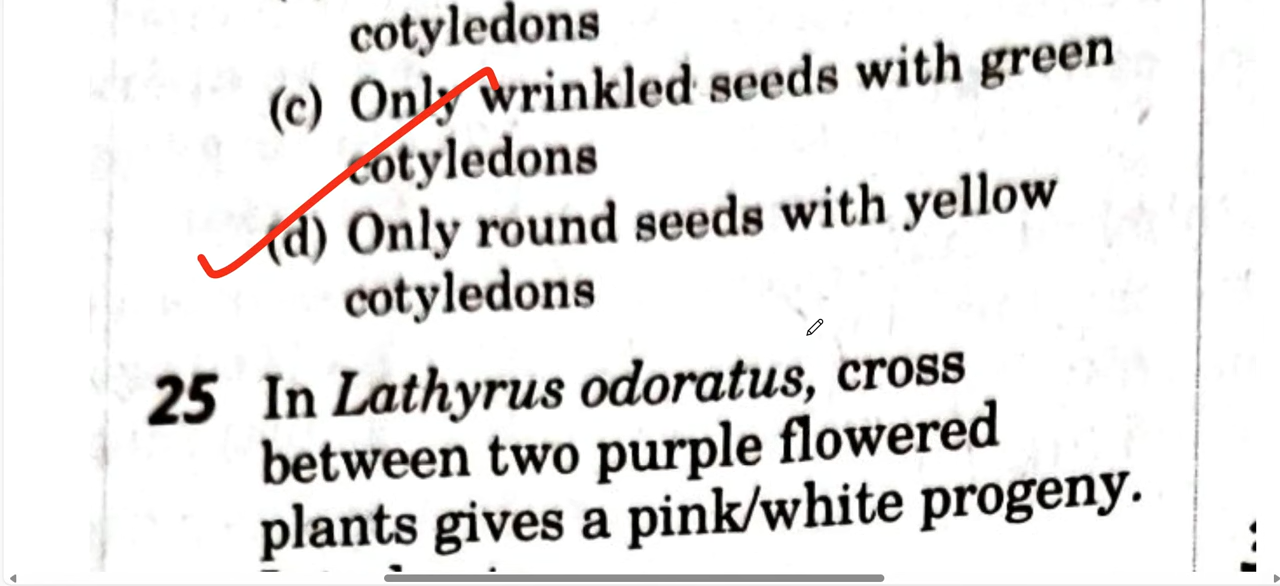 cotyledons
(c) Only wrinkled seeds with green
cotyledons
(d) Only round seeds with yellow
cotyledons
25 In Lathyrus odoratus, cross
between two purple flowered
plants gives a pink/white progeny.